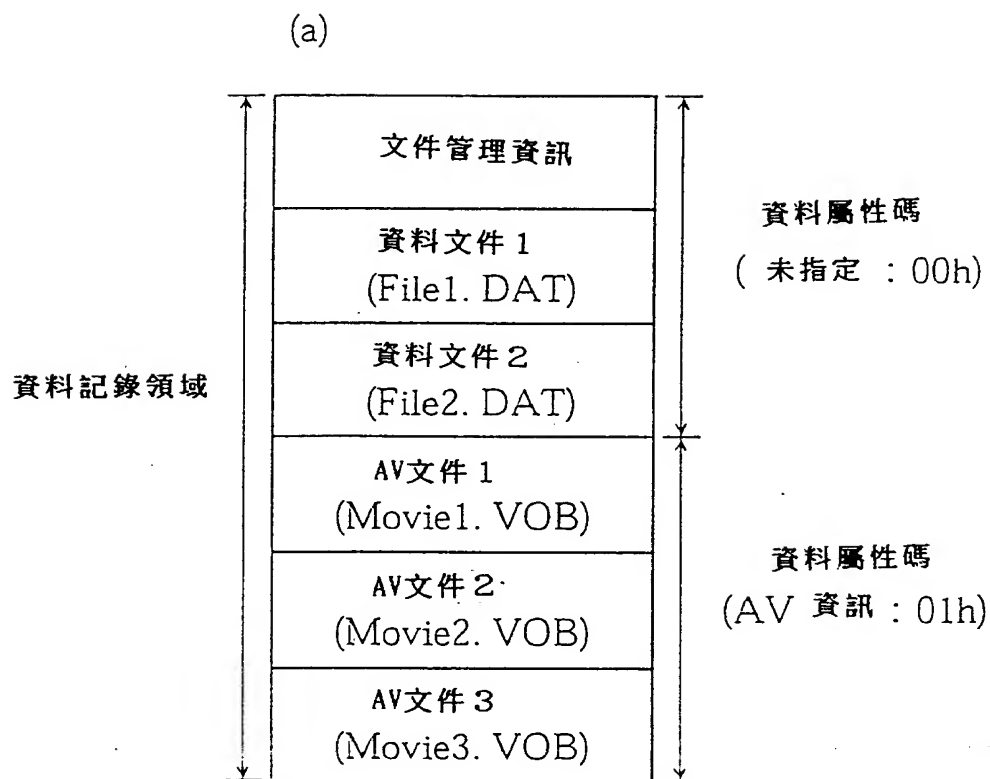 (a)
文件管理資訊
資料文件1
(File1. DAT)
資料文件2
(File2. DAT)
AV文件1
(Movie1. VOB)
AV文件2
(Movie2. VOB)
AV文件3
(Movie3. VOB)
資料記錄領域
資料屬性碼
( 未指定 : 00h)
資料屬性碼
(AV 資訊 : 01h)